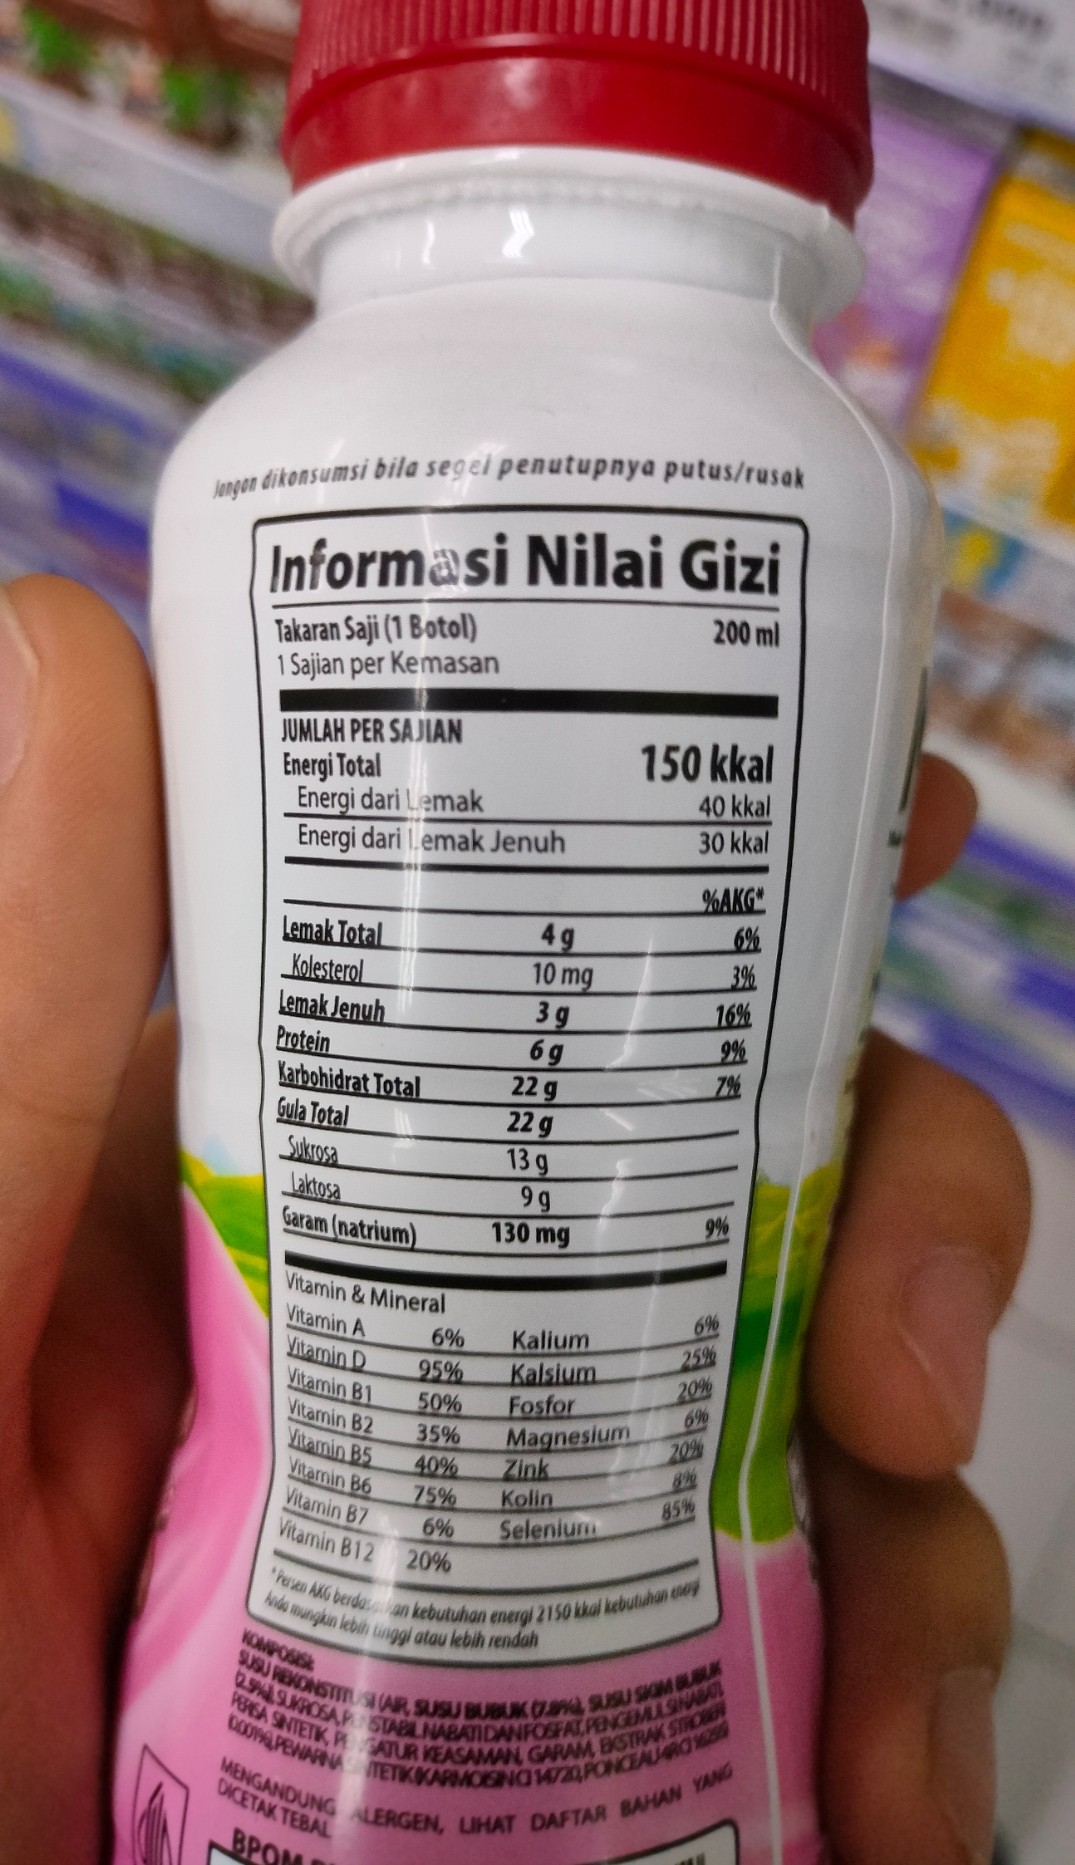 Jangan dikonsumsi bila segel penutupnya putus/rusak
Informasi Nilai Gizi
Takaran Saji (1 Botol) 200 ml
1 Sajian per Kemasan
JUMLAH PER SAJIAN
Energi Total 150 kkal
Energi dari Lemak 40 kkal
Energi dari Lemak Jenuh 30 kkal
%AKG*
Lemak Total 4 g 6%
Kolesterol 10 mg 3%
Lemak Jenuh 3 g 16%
Protein 6 g 9%
Karbohidrat Total 22 g 7%
Gula Total 22 g
Sukrosa 13 g
Laktosa 9 g
Garam (natrium) 130 mg 9%
Vitamin & Mineral
Vitamin A 6% Kalium 6%
Vitamin D 95% Kalsium 25%
Vitamin B1 50% Fosfor 20%
Vitamin B2 35% Magnesium 6%
Vitamin B5 40% Zink 20%
Vitamin B6 75% Kolin 8%
Vitamin B7 6% Selenium 85%
Vitamin B12 20%
*Persen AKG berdasarkan kebutuhan energi 2150 kkal kebutuhan energi
Anda mungkin lebih tinggi atau lebih rendah
KOMPOSISI:
SUSU REKONSTITUSI (AIR, SUSU BUBUK (7.8%), SUSU SKIM BUBUK
(2.5%)), SUKROSA, PENSTABIL NABATI DAN FOSFAT, PENGEMULSI NABATI,
PERISA SINTETIK, PENGATUR KEASAMAN, GARAM, EKSTRAK STROBERI
PEWARNA SINTETIK (KARMOISIN CI 14720, PONCEAU 4R CI 16255)
MENGANDUNG ALERGEN, LIHAT DAFTAR BAHAN YANG
DICETAK TEBAL
BPOM